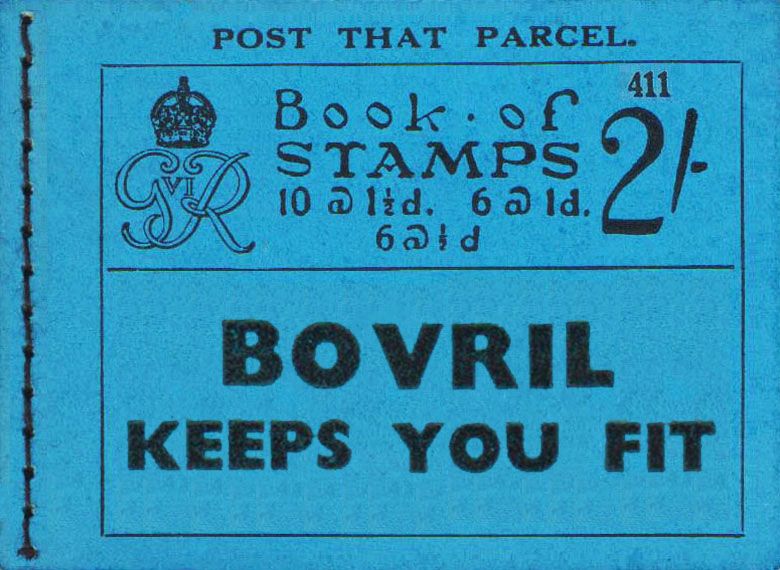 POST THAT PARCEL.
411
Book · of
STAMPS
2/-
G VI R
10 @ 1½d. 6 @ 1d.
6 @ ½d
BOVRIL
KEEPS YOU FIT